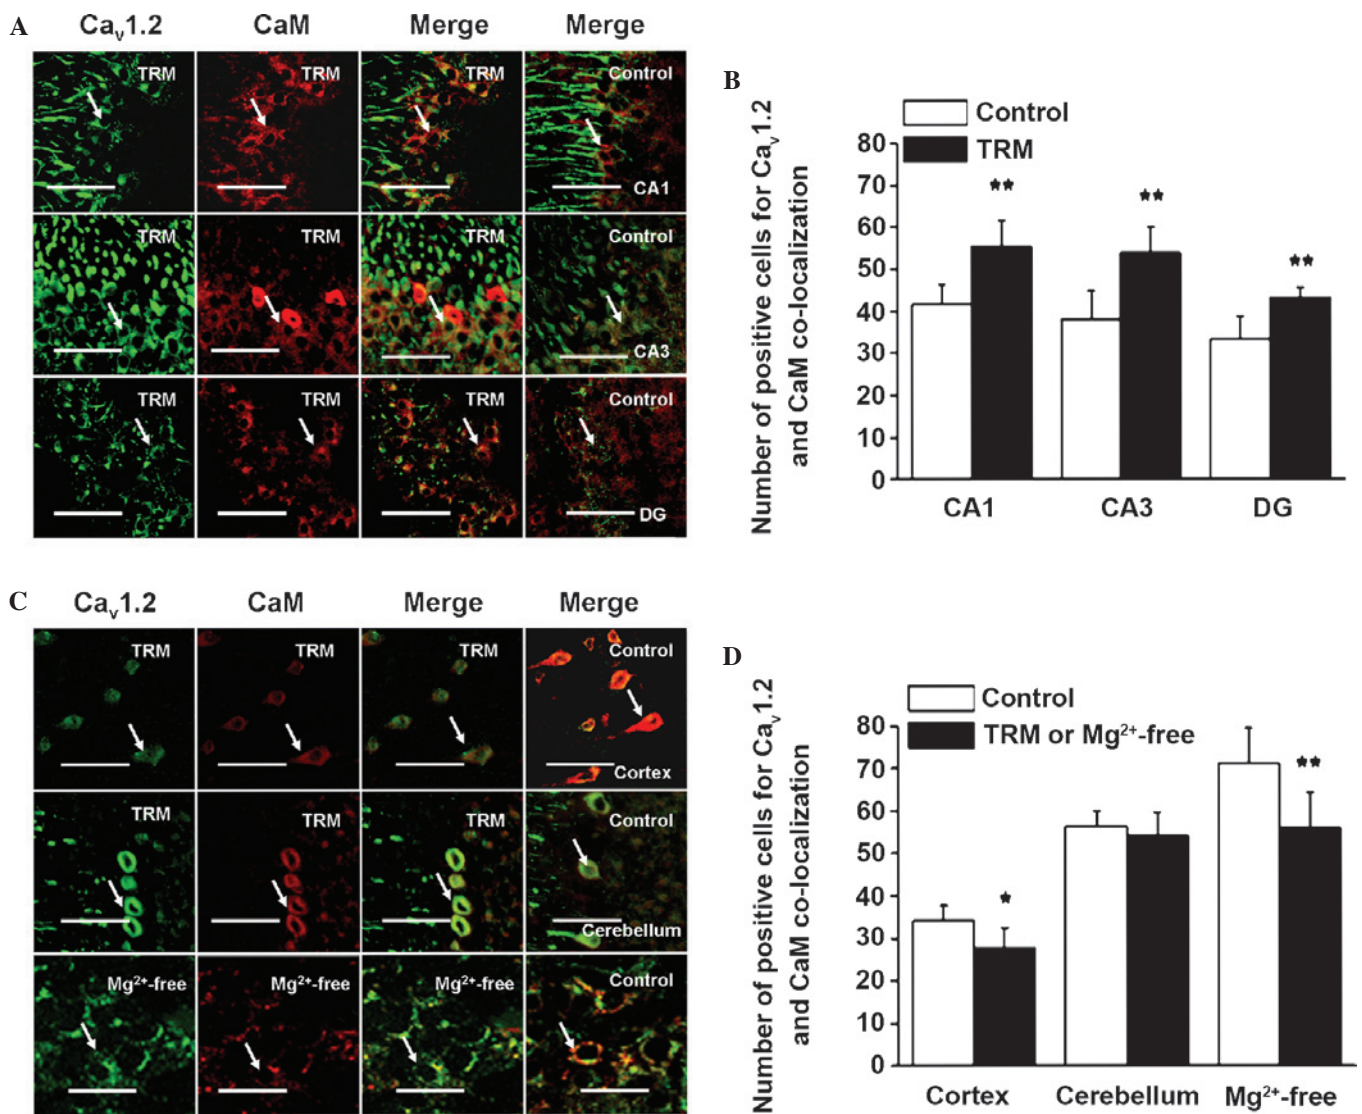 A
Caᵥ1.2 CaM Merge Merge
TRM TRM TRM Control
CA1
TRM TRM TRM Control
CA3
TRM TRM TRM Control
DG
B
Control
TRM
Number of positive cells for Caᵥ1.2
and CaM co-localization
80
70
60
50
40
30
20
10
0
** ** **
CA1 CA3 DG
C
Caᵥ1.2 CaM Merge Merge
TRM TRM TRM Control
Cortex
TRM TRM TRM Control
Cerebellum
Mg²⁺-free Mg²⁺-free Mg²⁺-free Control
D
Control
TRM or Mg²⁺-free
Number of positive cells for Caᵥ1.2
and CaM co-localization
80
70
60
50
40
30
20
10
0
* **
Cortex Cerebellum Mg²⁺-free